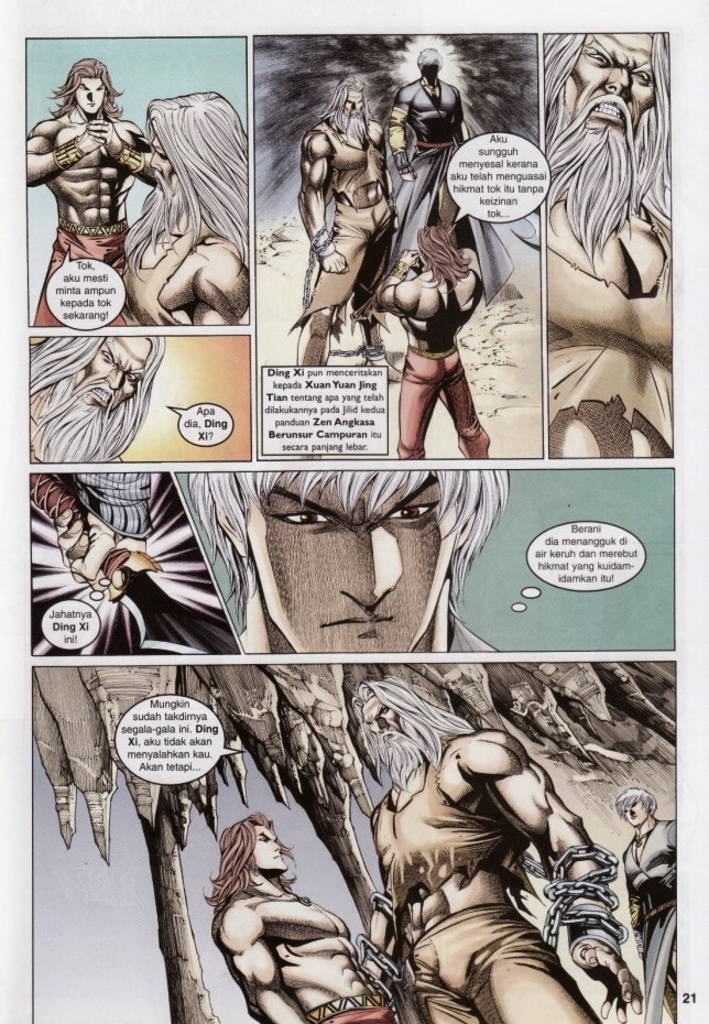 Tok,
aku mesti
minta ampun
kepada tok
sekarang!
Aku
sungguh
menyesal kerana
aku telah menguasai
hikmat tok itu tanpa
keizinan
tok...
Ding Xi pun menceritakan
kepada Xuan Yuan Jing
Tian tentang apa yang telah
dilakukannya pada Jilid kedua
panduan Zen Angkasa
Berunsur Campuran itu
secara panjang lebar.
Apa
dia, Ding
Xi?
Jahatnya
Ding Xi
ini!
Berani
dia menangguk di
air keruh dan merebut
hikmat yang kuidam-
idamkan itu!
Mungkin
sudah takdirnya
segala-gala ini. Ding
Xi, aku tidak akan
menyalahkan kau.
Akan tetapi...
21